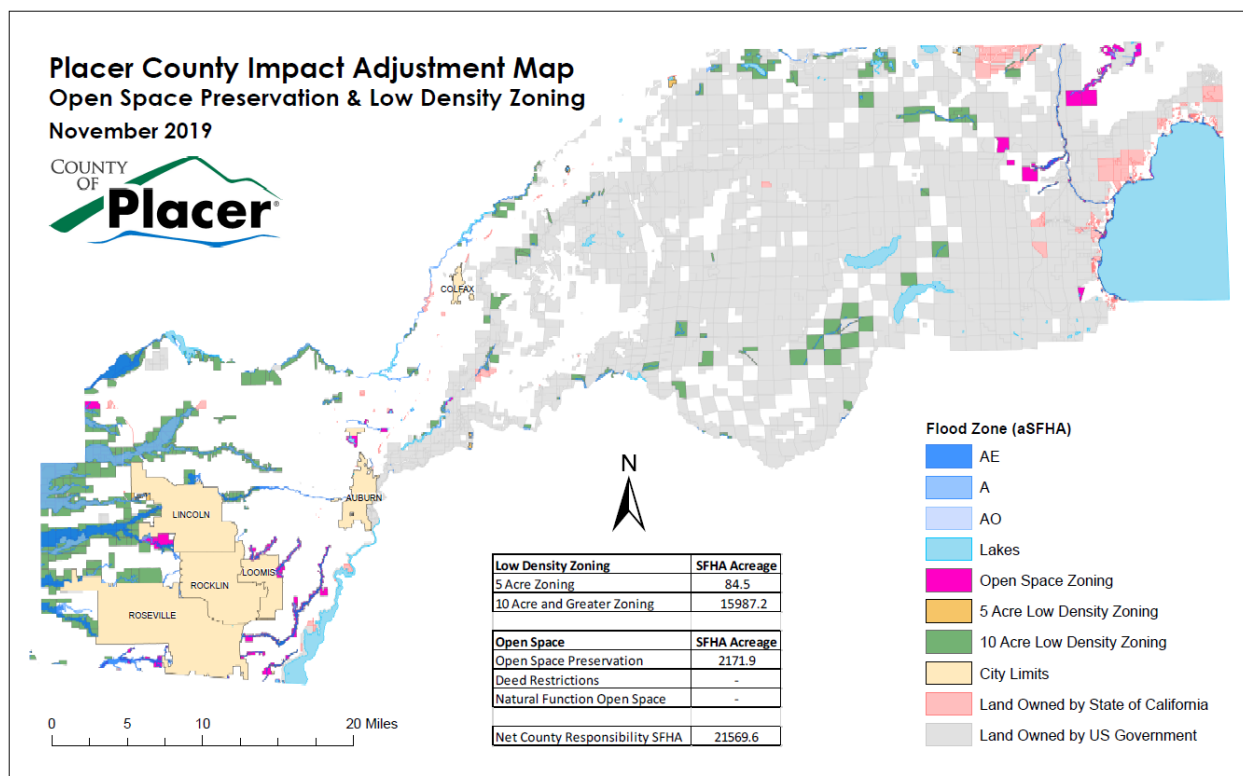 Placer County Impact Adjustment Map
Open Space Preservation & Low Density Zoning
November 2019
COUNTY
OF
Placer®
COLFAX
AUBURN
LINCOLN
LOOMIS
ROCKLIN
ROSEVILLE
N
0 5 10 20 Miles
Low Density Zoning SFHA Acreage
5 Acre Zoning 84.5
10 Acre and Greater Zoning 15987.2
Open Space SFHA Acreage
Open Space Preservation 2171.9
Deed Restrictions -
Natural Function Open Space -
Net County Responsibility SFHA 21569.6
Flood Zone (aSFHA)
AE
A
AO
Lakes
Open Space Zoning
5 Acre Low Density Zoning
10 Acre Low Density Zoning
City Limits
Land Owned by State of California
Land Owned by US Government